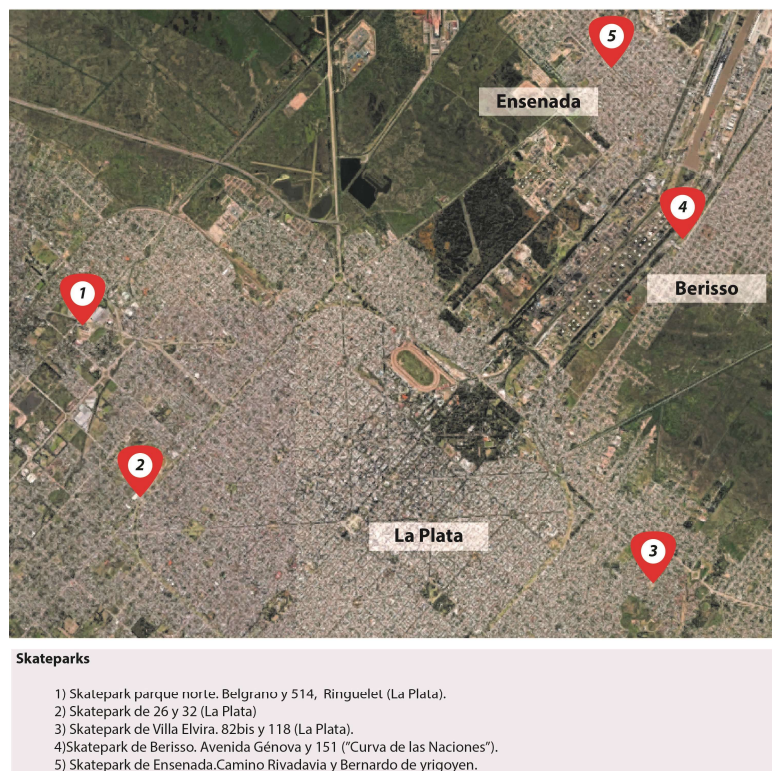 5
Ensenada
4
Berisso
1
2
La Plata
3
Skateparks
1) Skatepark parque norte. Belgrano y 514, Ringuelet (La Plata).
2) Skatepark de 26 y 32 (La Plata)
3) Skatepark de Villa Elvira. 82bis y 118 (La Plata).
4)Skatepark de Berisso. Avenida Génova y 151 (”Curva de las Naciones”).
5) Skatepark de Ensenada.Camino Rivadavia y Bernardo de yrigoyen.